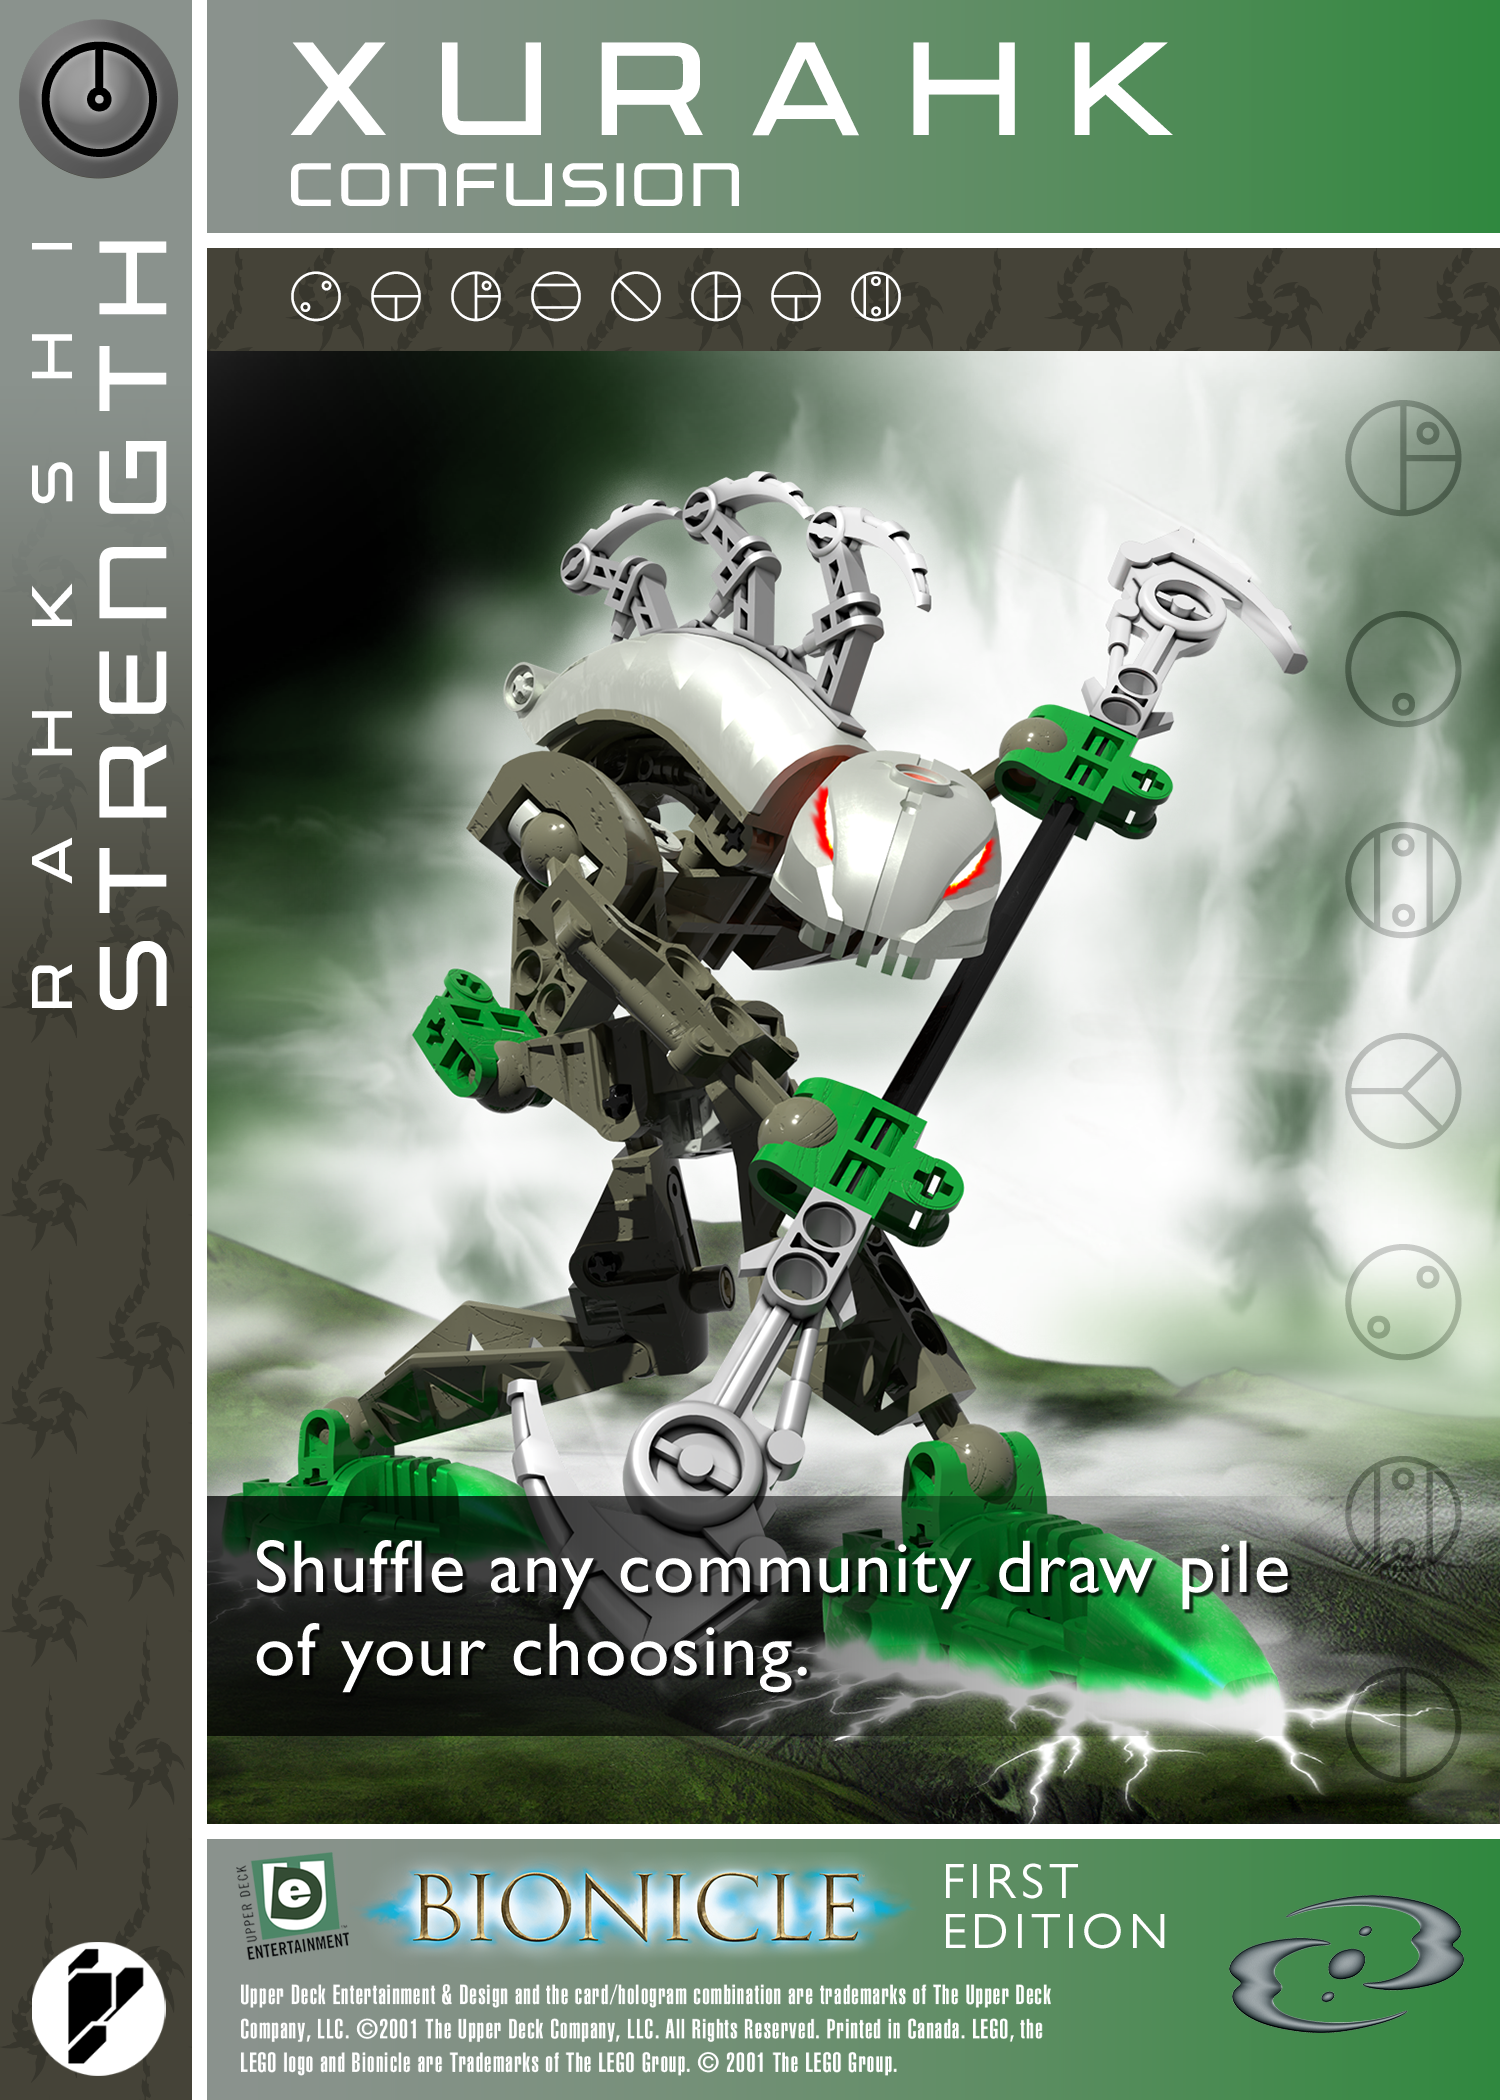 XURAHK
CONFUSION
RAHKSHI
STRENGTH
Shuffle any community draw pile
of your choosing.
UPPER DECK
e
ENTERTAINMENT
BIONICLE
FIRST
EDITION
Upper Deck Entertainment & Design and the card/hologram combination are trademarks of The Upper Deck
Company, LLC. ©2001 The Upper Deck Company, LLC. All Rights Reserved. Printed in Canada. LEGO, the
LEGO logo and Bionicle are Trademarks of The LEGO Group. © 2001 The LEGO Group.